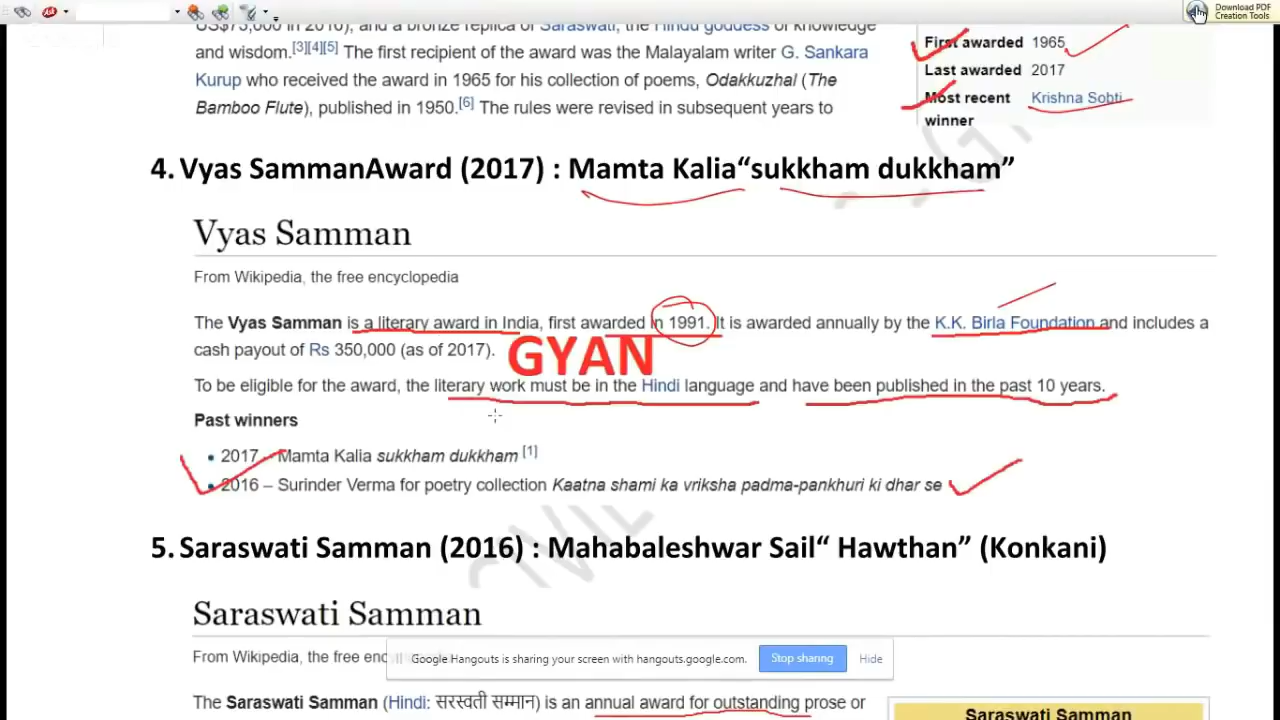 Download PDF
Creation Tools
US$75,000 in 2016) and a bronze replica of Saraswati, the Hindu goddess of knowledge
and wisdom.[3][4][5] The first recipient of the award was the Malayalam writer G. Sankara
Kurup who received the award in 1965 for his collection of poems, Odakkuzhal (The
Bamboo Flute), published in 1950.[6] The rules were revised in subsequent years to
First awarded 1965
Last awarded 2017
Most recent Krishna Sobti
winner
4. Vyas SammanAward (2017) : Mamta Kalia“sukkham dukkham”
Vyas Samman
From Wikipedia, the free encyclopedia
The Vyas Samman is a literary award in India, first awarded in 1991. It is awarded annually by the K.K. Birla Foundation and includes a
cash payout of Rs 350,000 (as of 2017).
GYAN
To be eligible for the award, the literary work must be in the Hindi language and have been published in the past 10 years.
Past winners
• 2017 – Mamta Kalia sukkham dukkham [1]
• 2016 – Surinder Verma for poetry collection Kaatna shami ka vriksha padma-pankhuri ki dhar se
CIVIL
5. Saraswati Samman (2016) : Mahabaleshwar Sail“ Hawthan” (Konkani)
Saraswati Samman
From Wikipedia, the free enc
Google Hangouts is sharing your screen with hangouts.google.com. Stop sharing Hide
The Saraswati Samman (Hindi: सरस्वती सम्मान) is an annual award for outstanding prose or
Saraswati Samman